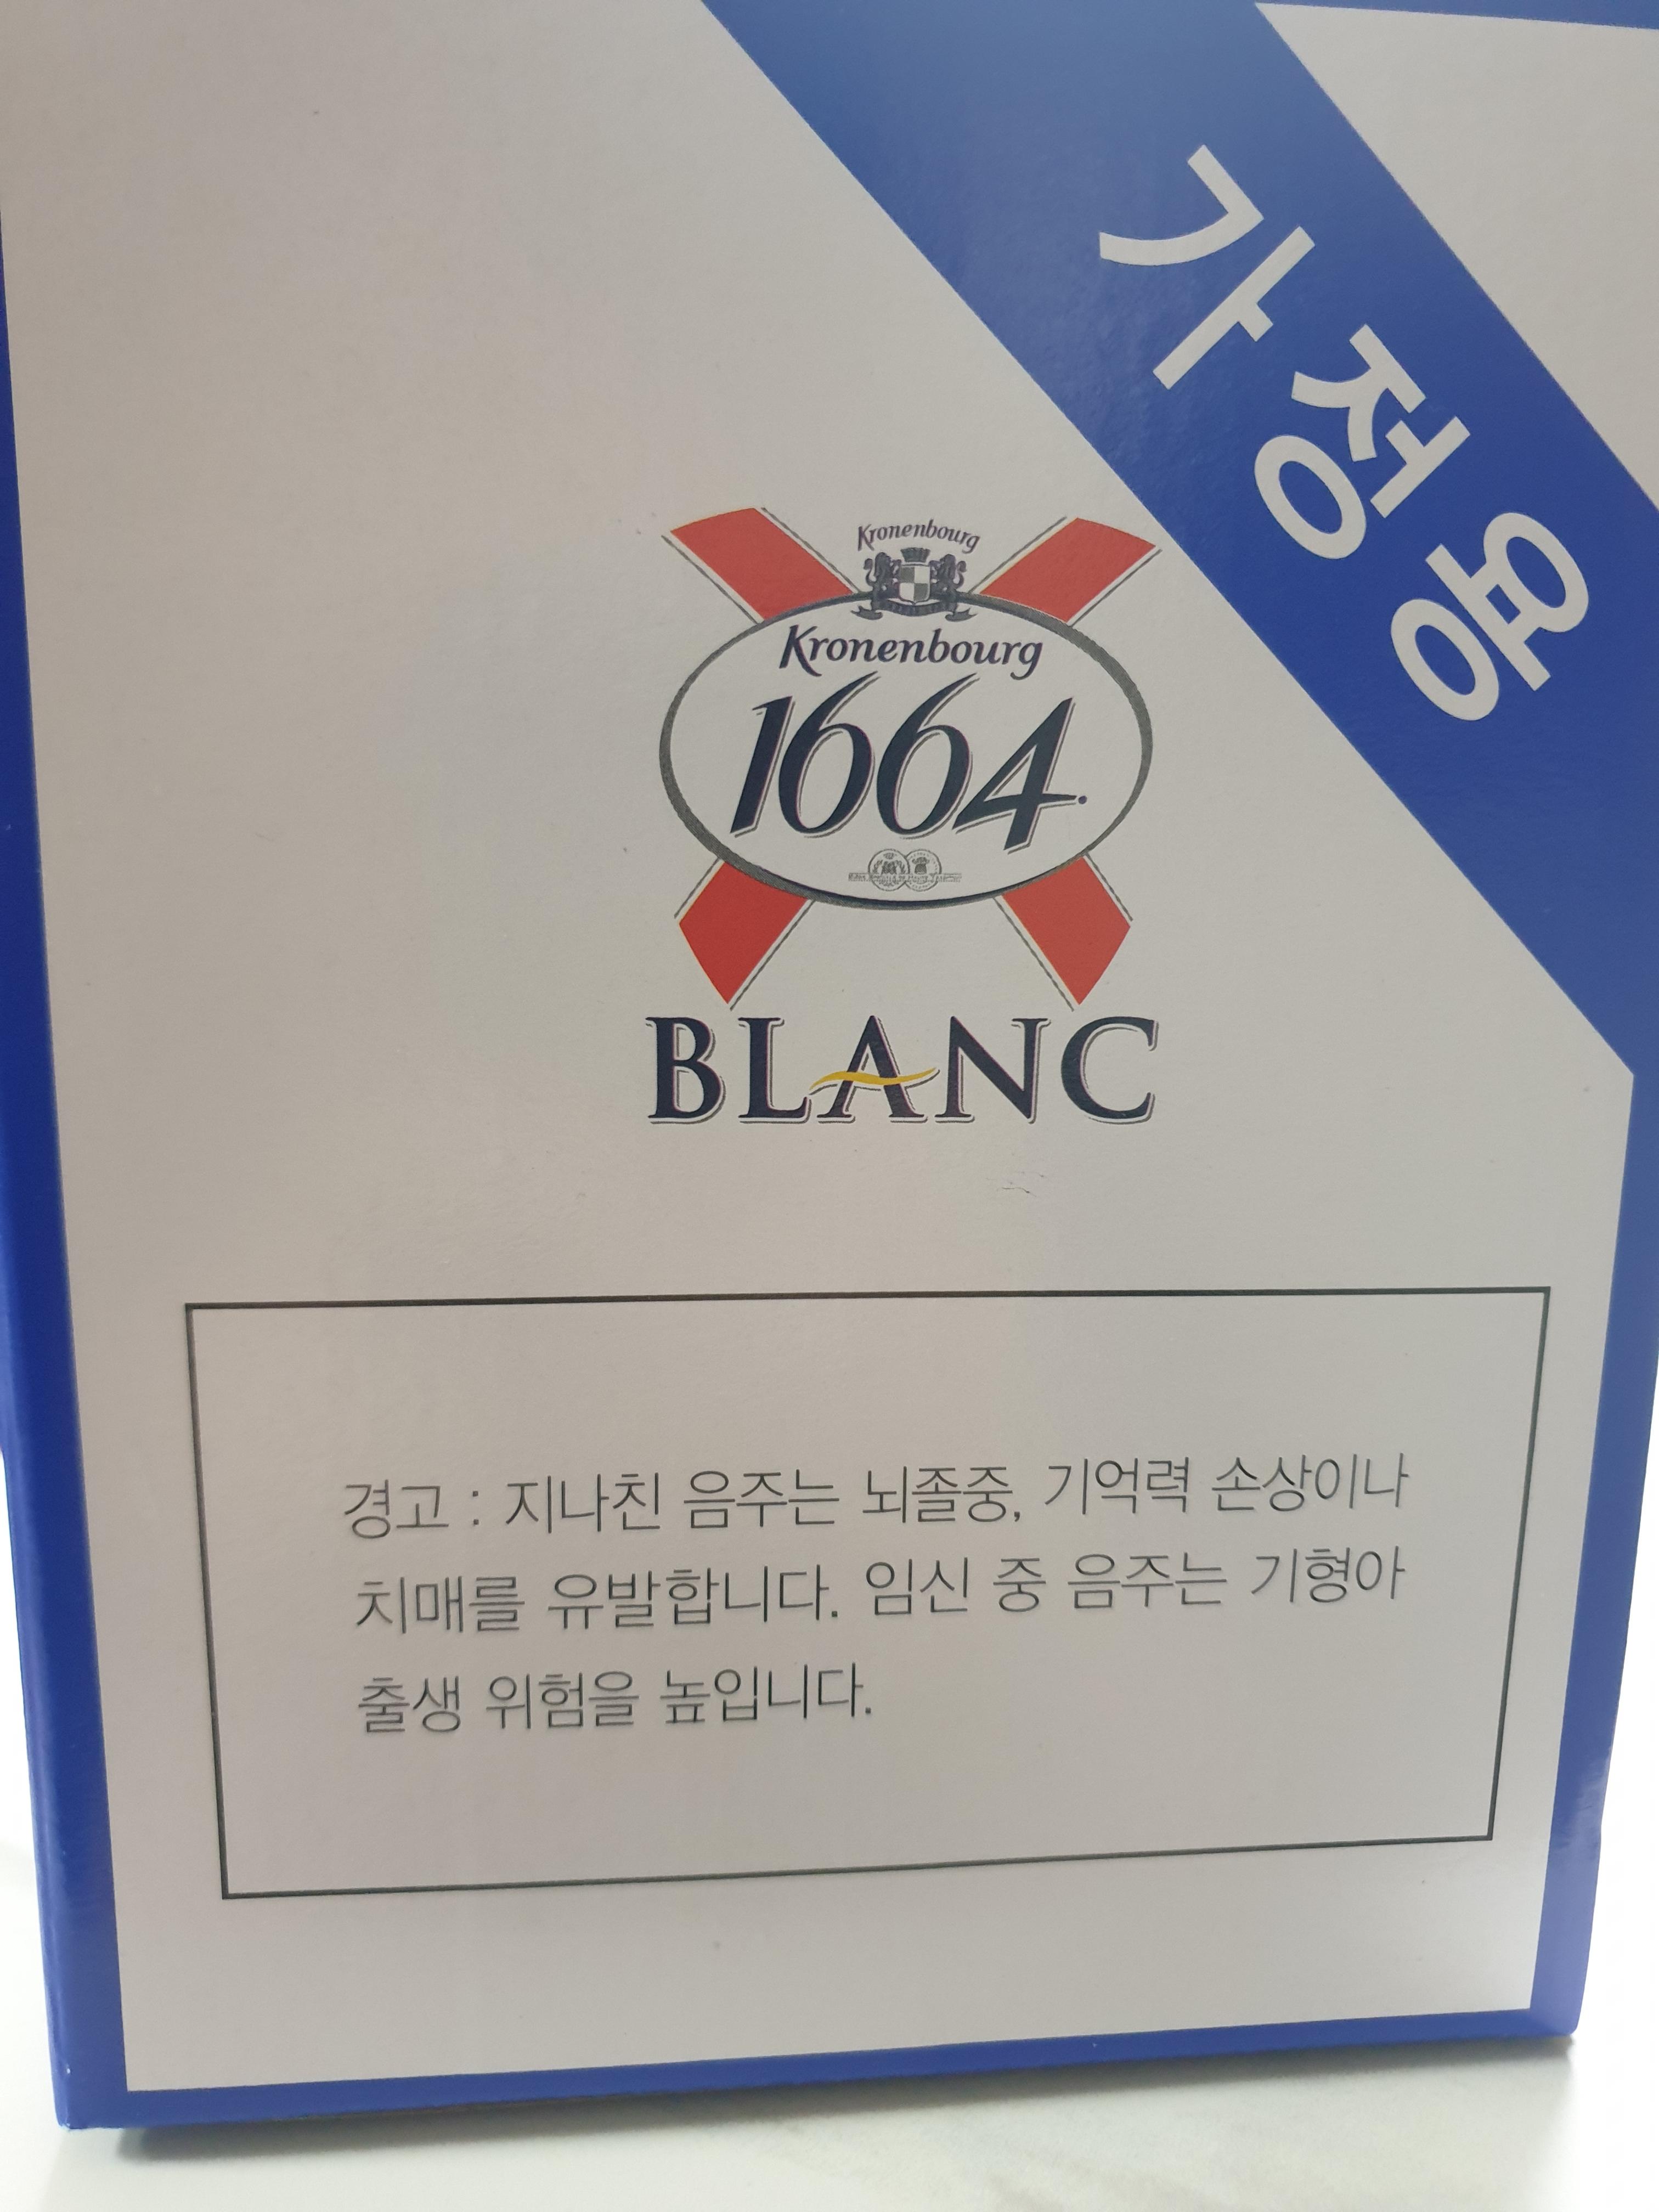 가정용
Kronenbourg
Kronenbourg
1664
BLANC
경고 : 지나친 음주는 뇌졸중, 기억력 손상이나
치매를 유발합니다. 임신 중 음주는 기형아
출생 위험을 높입니다.